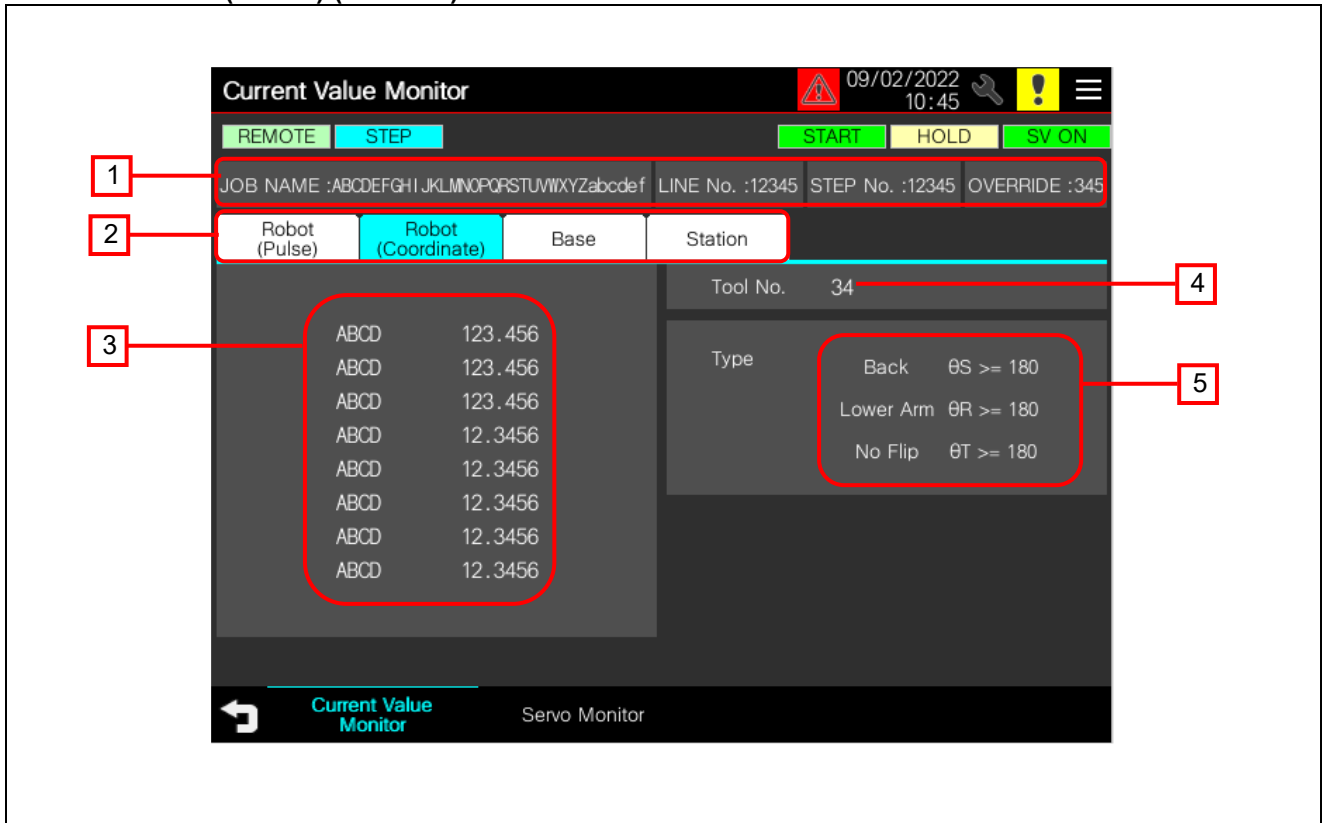 Current Value Monitor
09/02/2022
10:45
REMOTE STEP START HOLD SV ON
1
JOB NAME :ABCDEFGHIJKLMNOPQRSTUVWXYZabcdef LINE No. :12345 STEP No. :12345 OVERRIDE :345
2
Robot
(Pulse)
Robot
(Coordinate)
Base
Station
Tool No. 34
4
3
ABCD 123.456
ABCD 123.456
ABCD 123.456
ABCD 12.3456
ABCD 12.3456
ABCD 12.3456
ABCD 12.3456
ABCD 12.3456
Type
Back θS >= 180
Lower Arm θR >= 180
No Flip θT >= 180
5
Current Value
Monitor
Servo Monitor